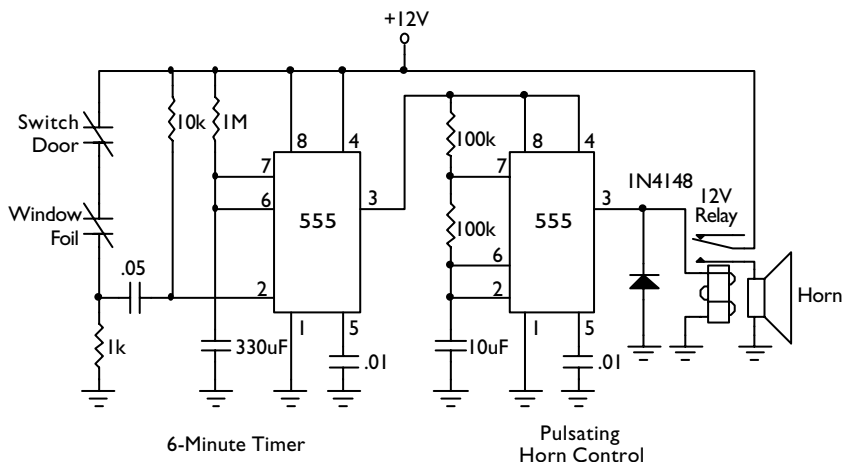 +12V
Switch
Door
10k
1M
8
4
100k
8
4
7
3
7
1N4148
12V
Relay
6
555
100k
555
3
Window
Foil
.05
6
2
2
Horn
1k
330uF
1
5
.01
10uF
1
5
.01
6-Minute Timer
Pulsating
Horn Control